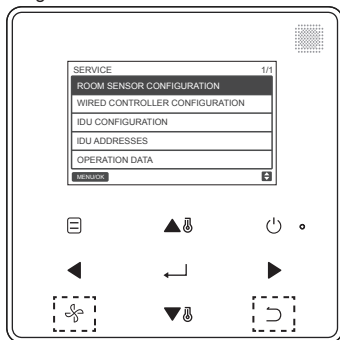 SERVICE 1/1
ROOM SENSOR CONFIGURATION
WIRED CONTROLLER CONFIGURATION
IDU CONFIGURATION
IDU ADDRESSES
OPERATION DATA
MENU/OK